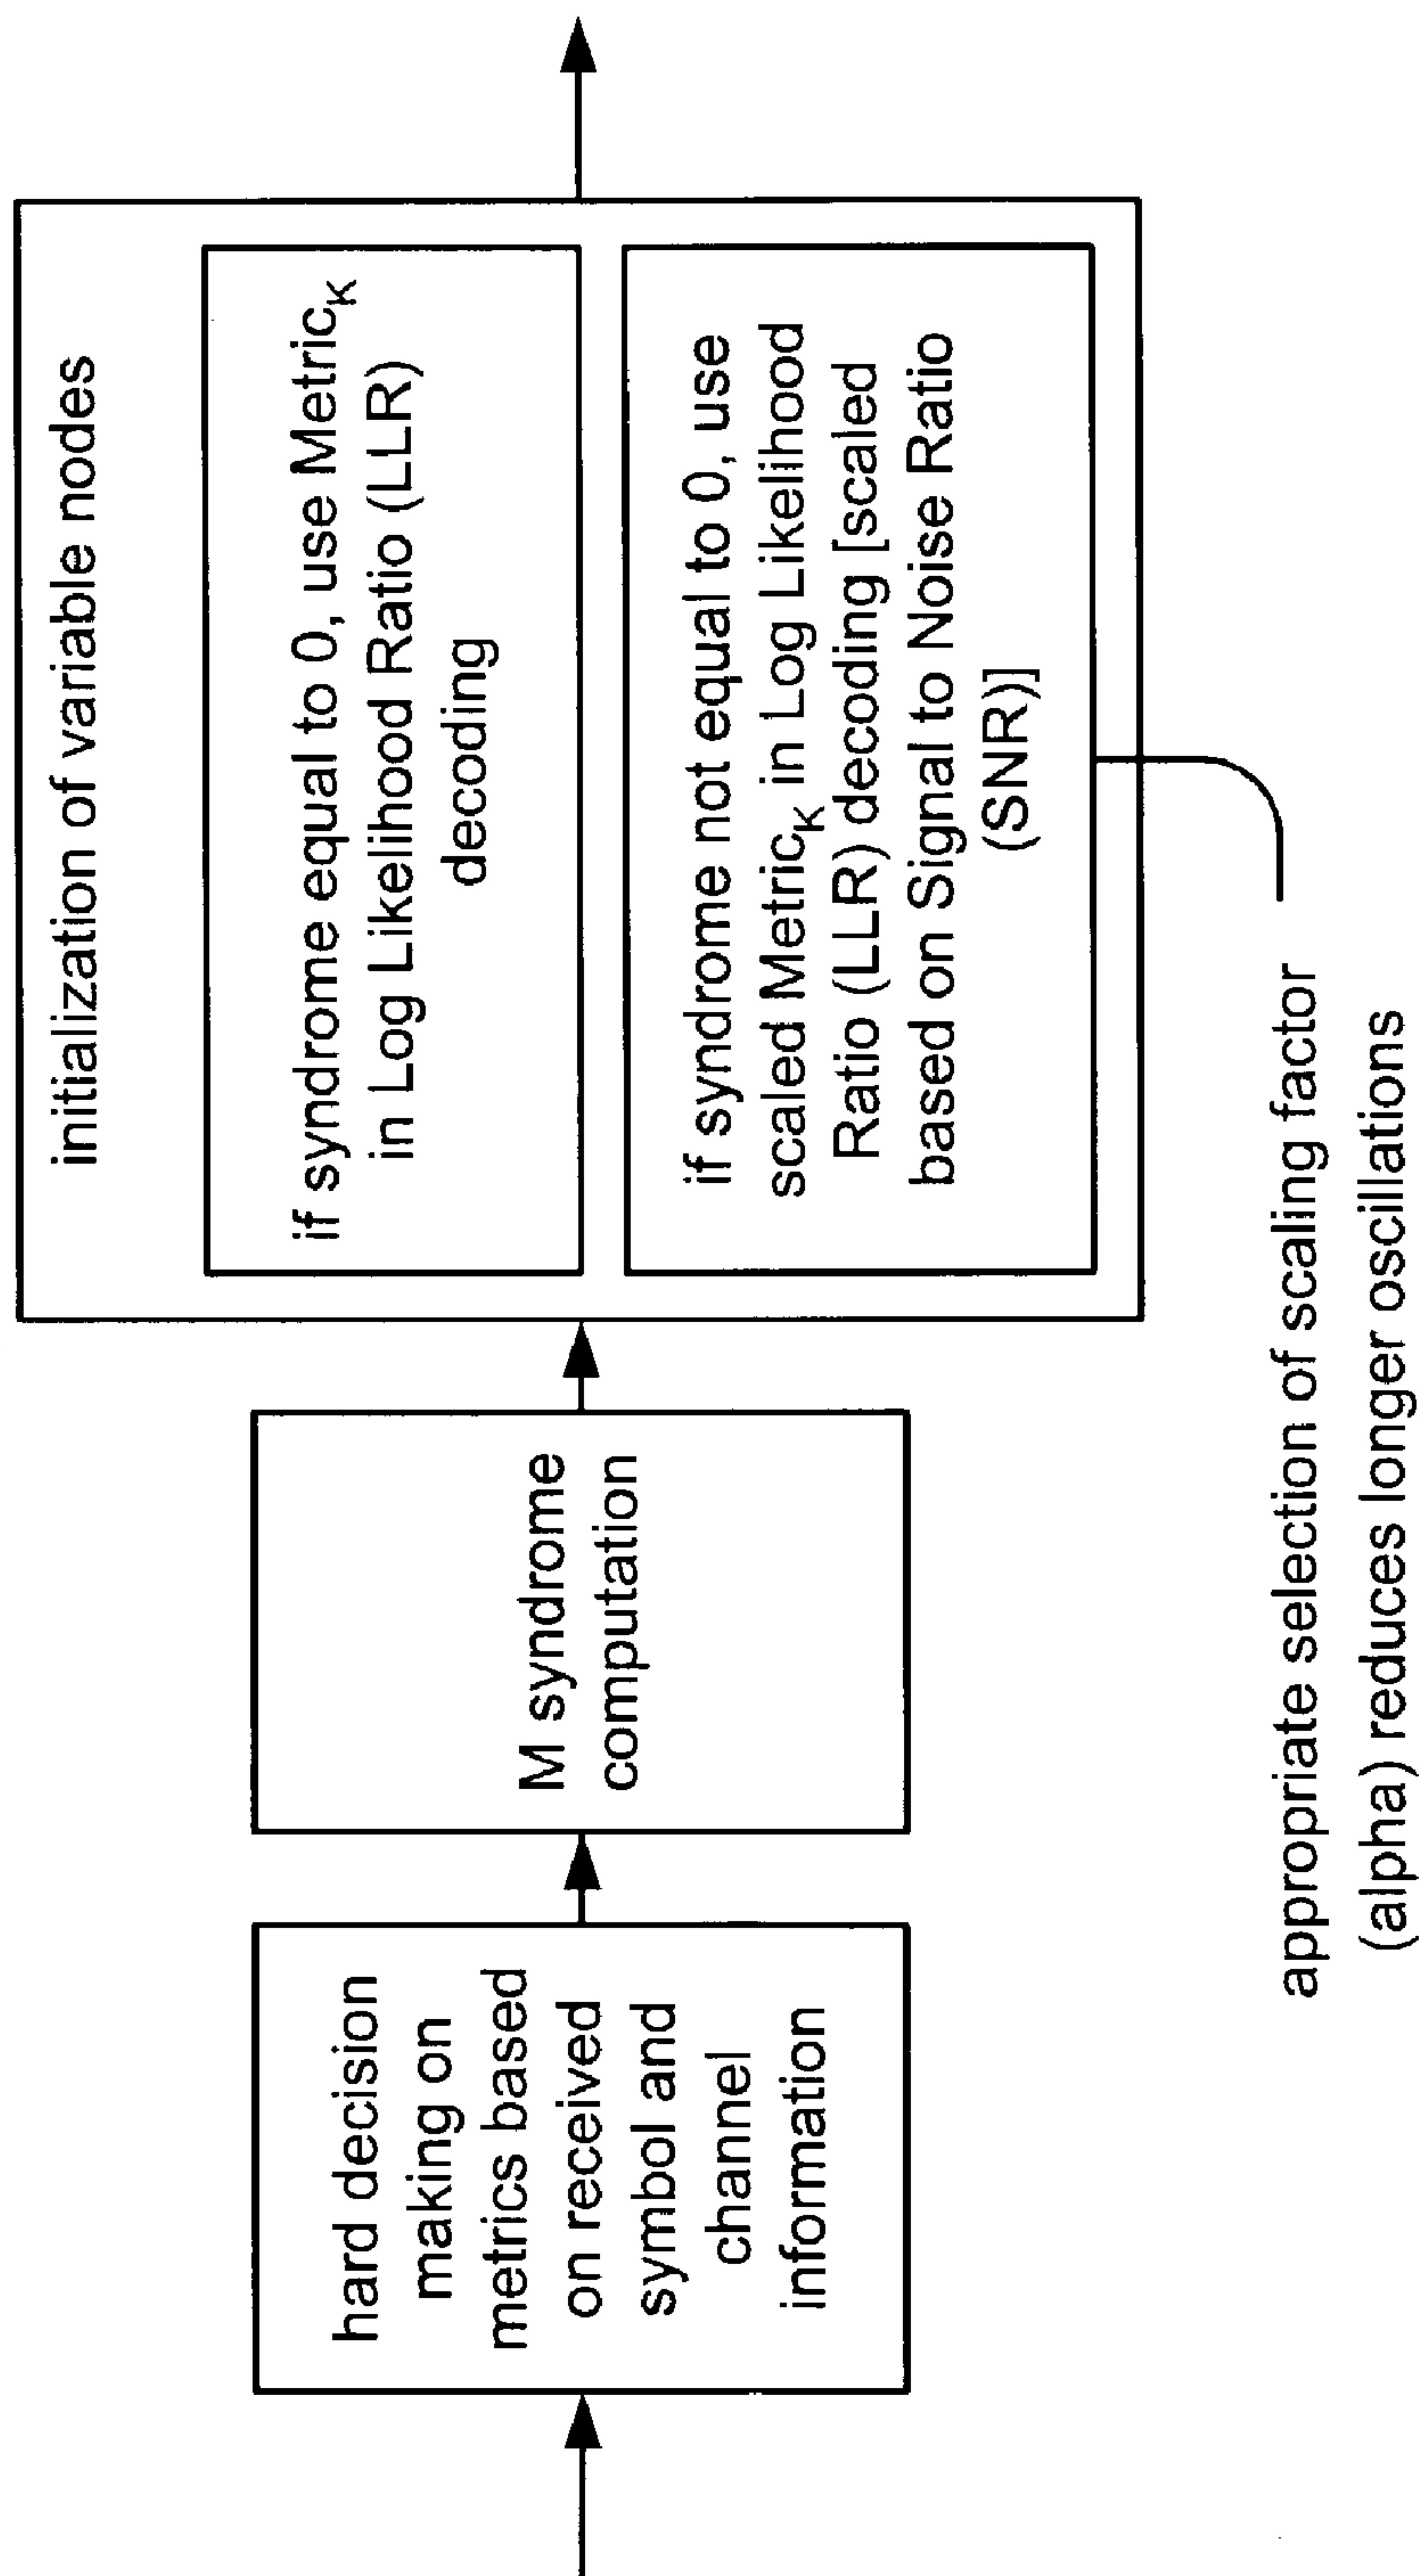 hard decision
making on
metrics based
on received
symbol and
channel
information
M syndrome
computation
initialization of variable nodes
if syndrome equal to 0, use Metric_K
in Log Likelihood Ratio (LLR)
decoding
if syndrome not equal to 0, use
scaled Metric_K in Log Likelihood
Ratio (LLR) decoding [scaled
based on Signal to Noise Ratio
(SNR)]
appropriate selection of scaling factor
(alpha) reduces longer oscillations